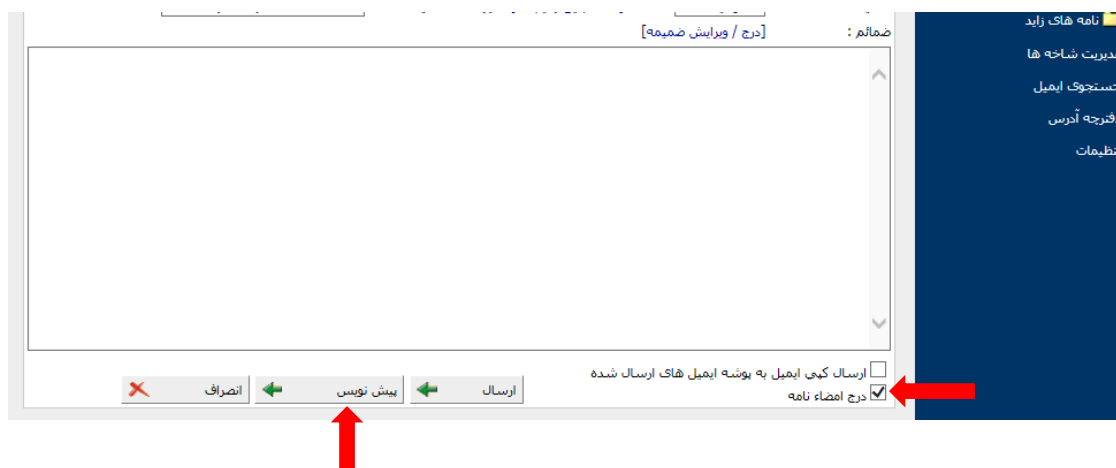 ضمائم :
[درج / ویرایش ضمیمه]
ارسال کپی ایمیل به پوشه ایمیل های ارسال شده
درج امضاء نامه
ارسال
پیش نویس
انصراف
نامه های زاید
مدیریت شاخه ها
جستجوی ایمیل
دفترچه آدرس
تنظیمات